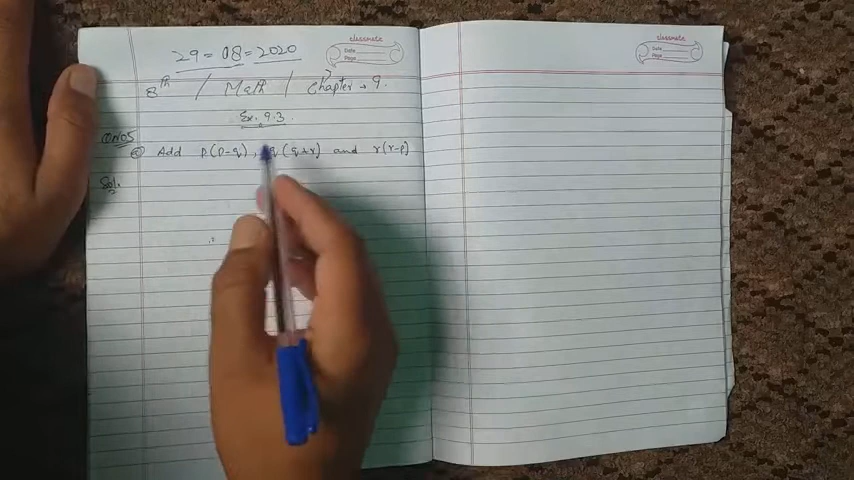 29=08=2020
classmate
Date
Page
classmate
Date
Page
8th / Math / Chapter → 9.
Ex. 9.3.
QNO5
(a) Add p(p-q), q(q-r) and r(r-p)
Sol.